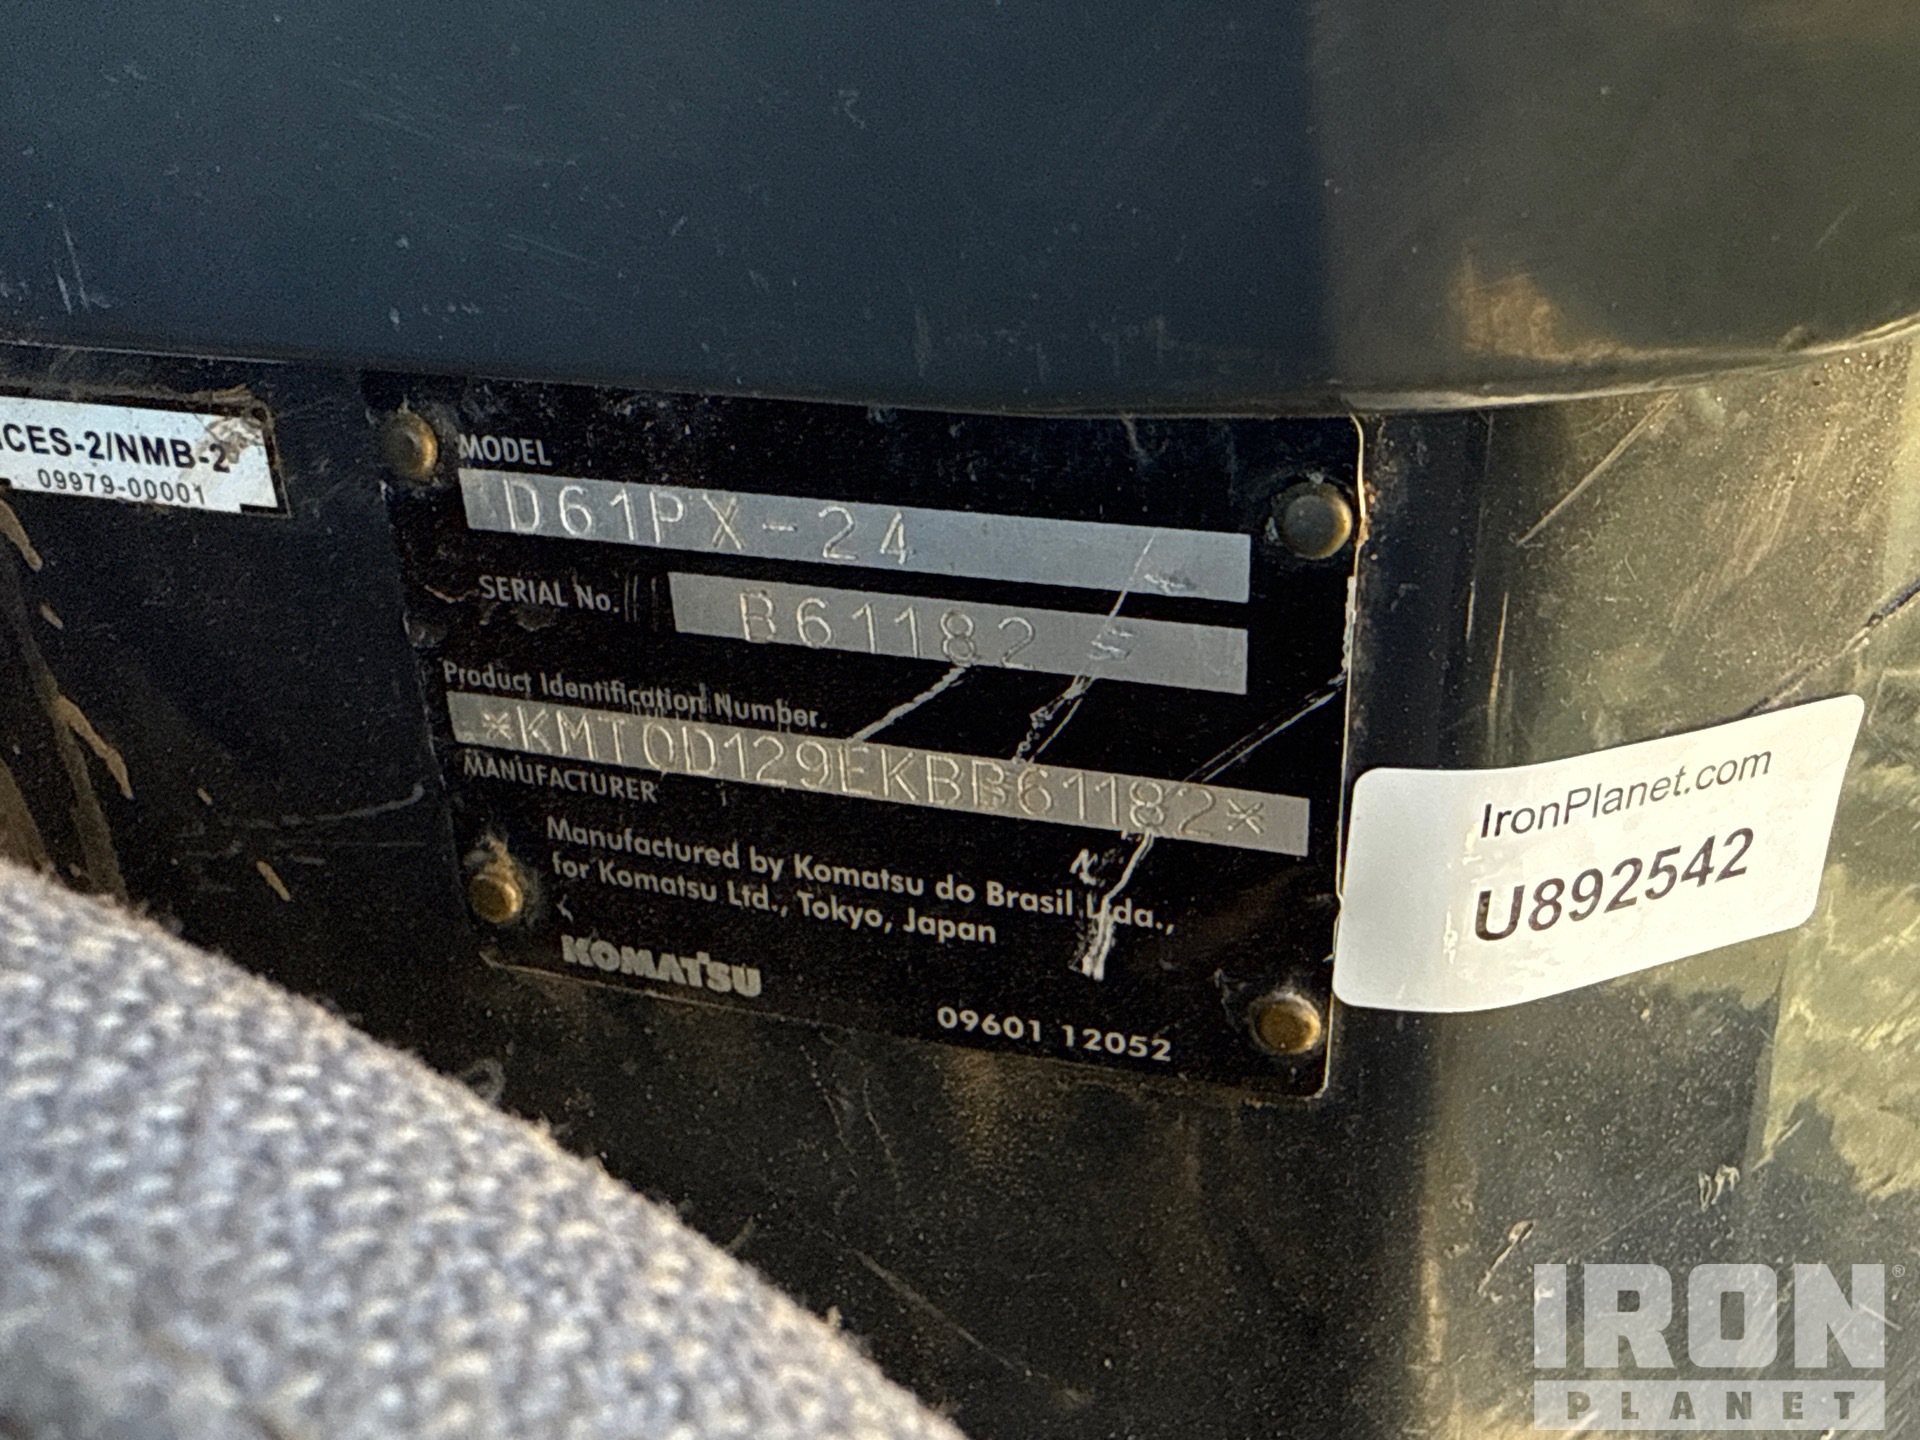 ICES-2/NMB-2
09979-00001
MODEL
D61PX-24
SERIAL No.
B61182
Product Identification Number.
*KMT0D129EKBB61182*
MANUFACTURER
Manufactured by Komatsu do Brasil Ltda.,
for Komatsu Ltd., Tokyo, Japan
KOMATSU
09601 12052
IronPlanet.com
U892542
IRON®
PLANET